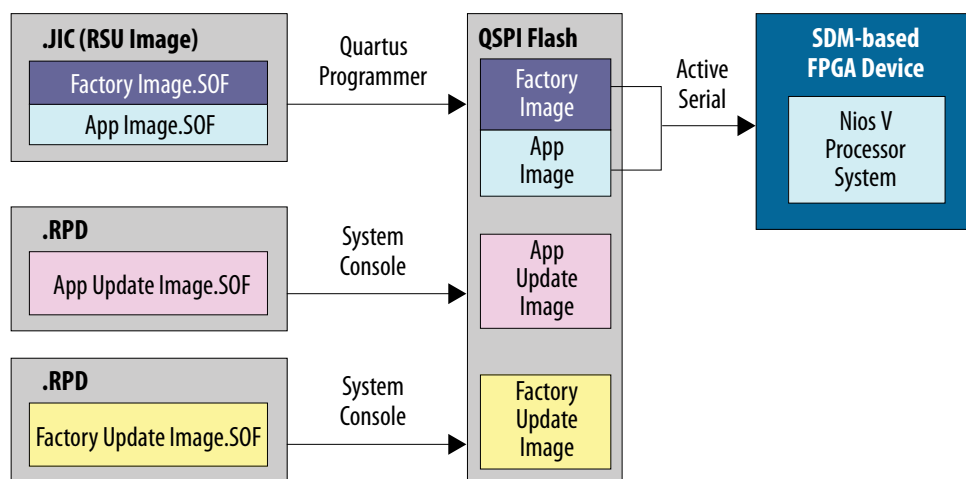 .JIC (RSU Image)
Factory Image.SOF
App Image.SOF
Quartus
Programmer
QSPI Flash
Factory
Image
App
Image
Active
Serial
SDM-based
FPGA Device
Nios V
Processor
System
.RPD
App Update Image.SOF
System
Console
App
Update
Image
.RPD
Factory Update Image.SOF
System
Console
Factory
Update
Image